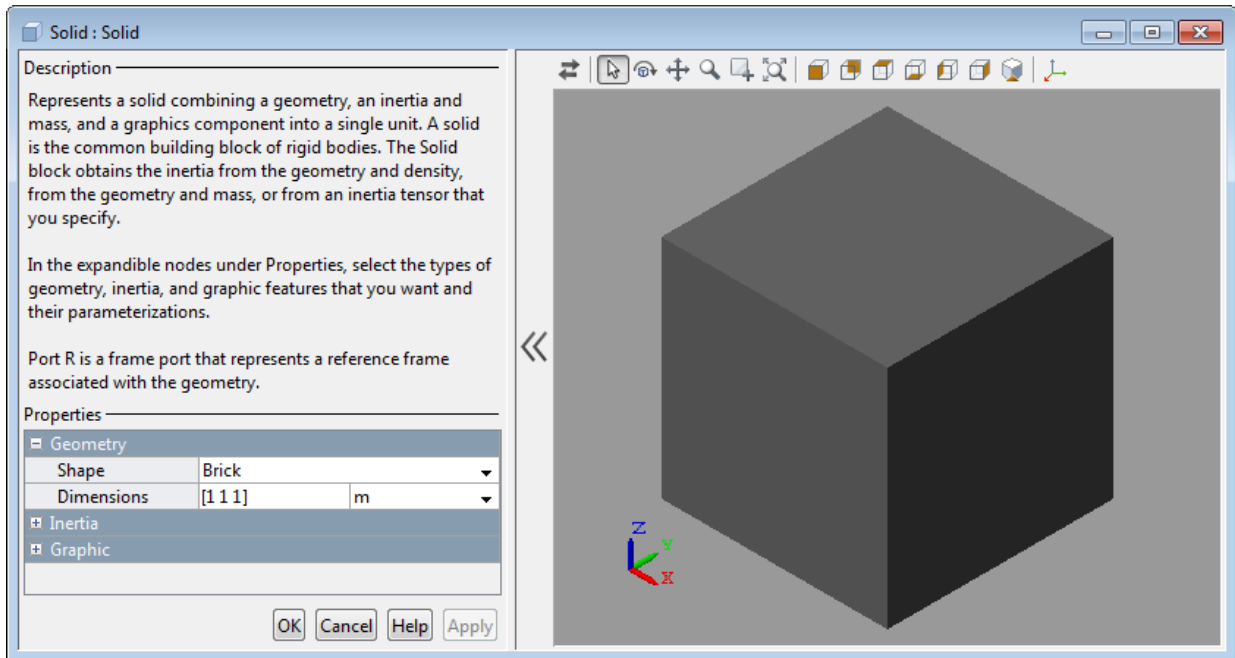 Solid : Solid
Description
Represents a solid combining a geometry, an inertia and
mass, and a graphics component into a single unit. A solid
is the common building block of rigid bodies. The Solid
block obtains the inertia from the geometry and density,
from the geometry and mass, or from an inertia tensor that
you specify.
In the expandible nodes under Properties, select the types of
geometry, inertia, and graphic features that you want and
their parameterizations.
Port R is a frame port that represents a reference frame
associated with the geometry.
Properties
Geometry
Shape Brick
Dimensions [1 1 1] m
Inertia
Graphic
OK Cancel Help Apply
Z
Y
X